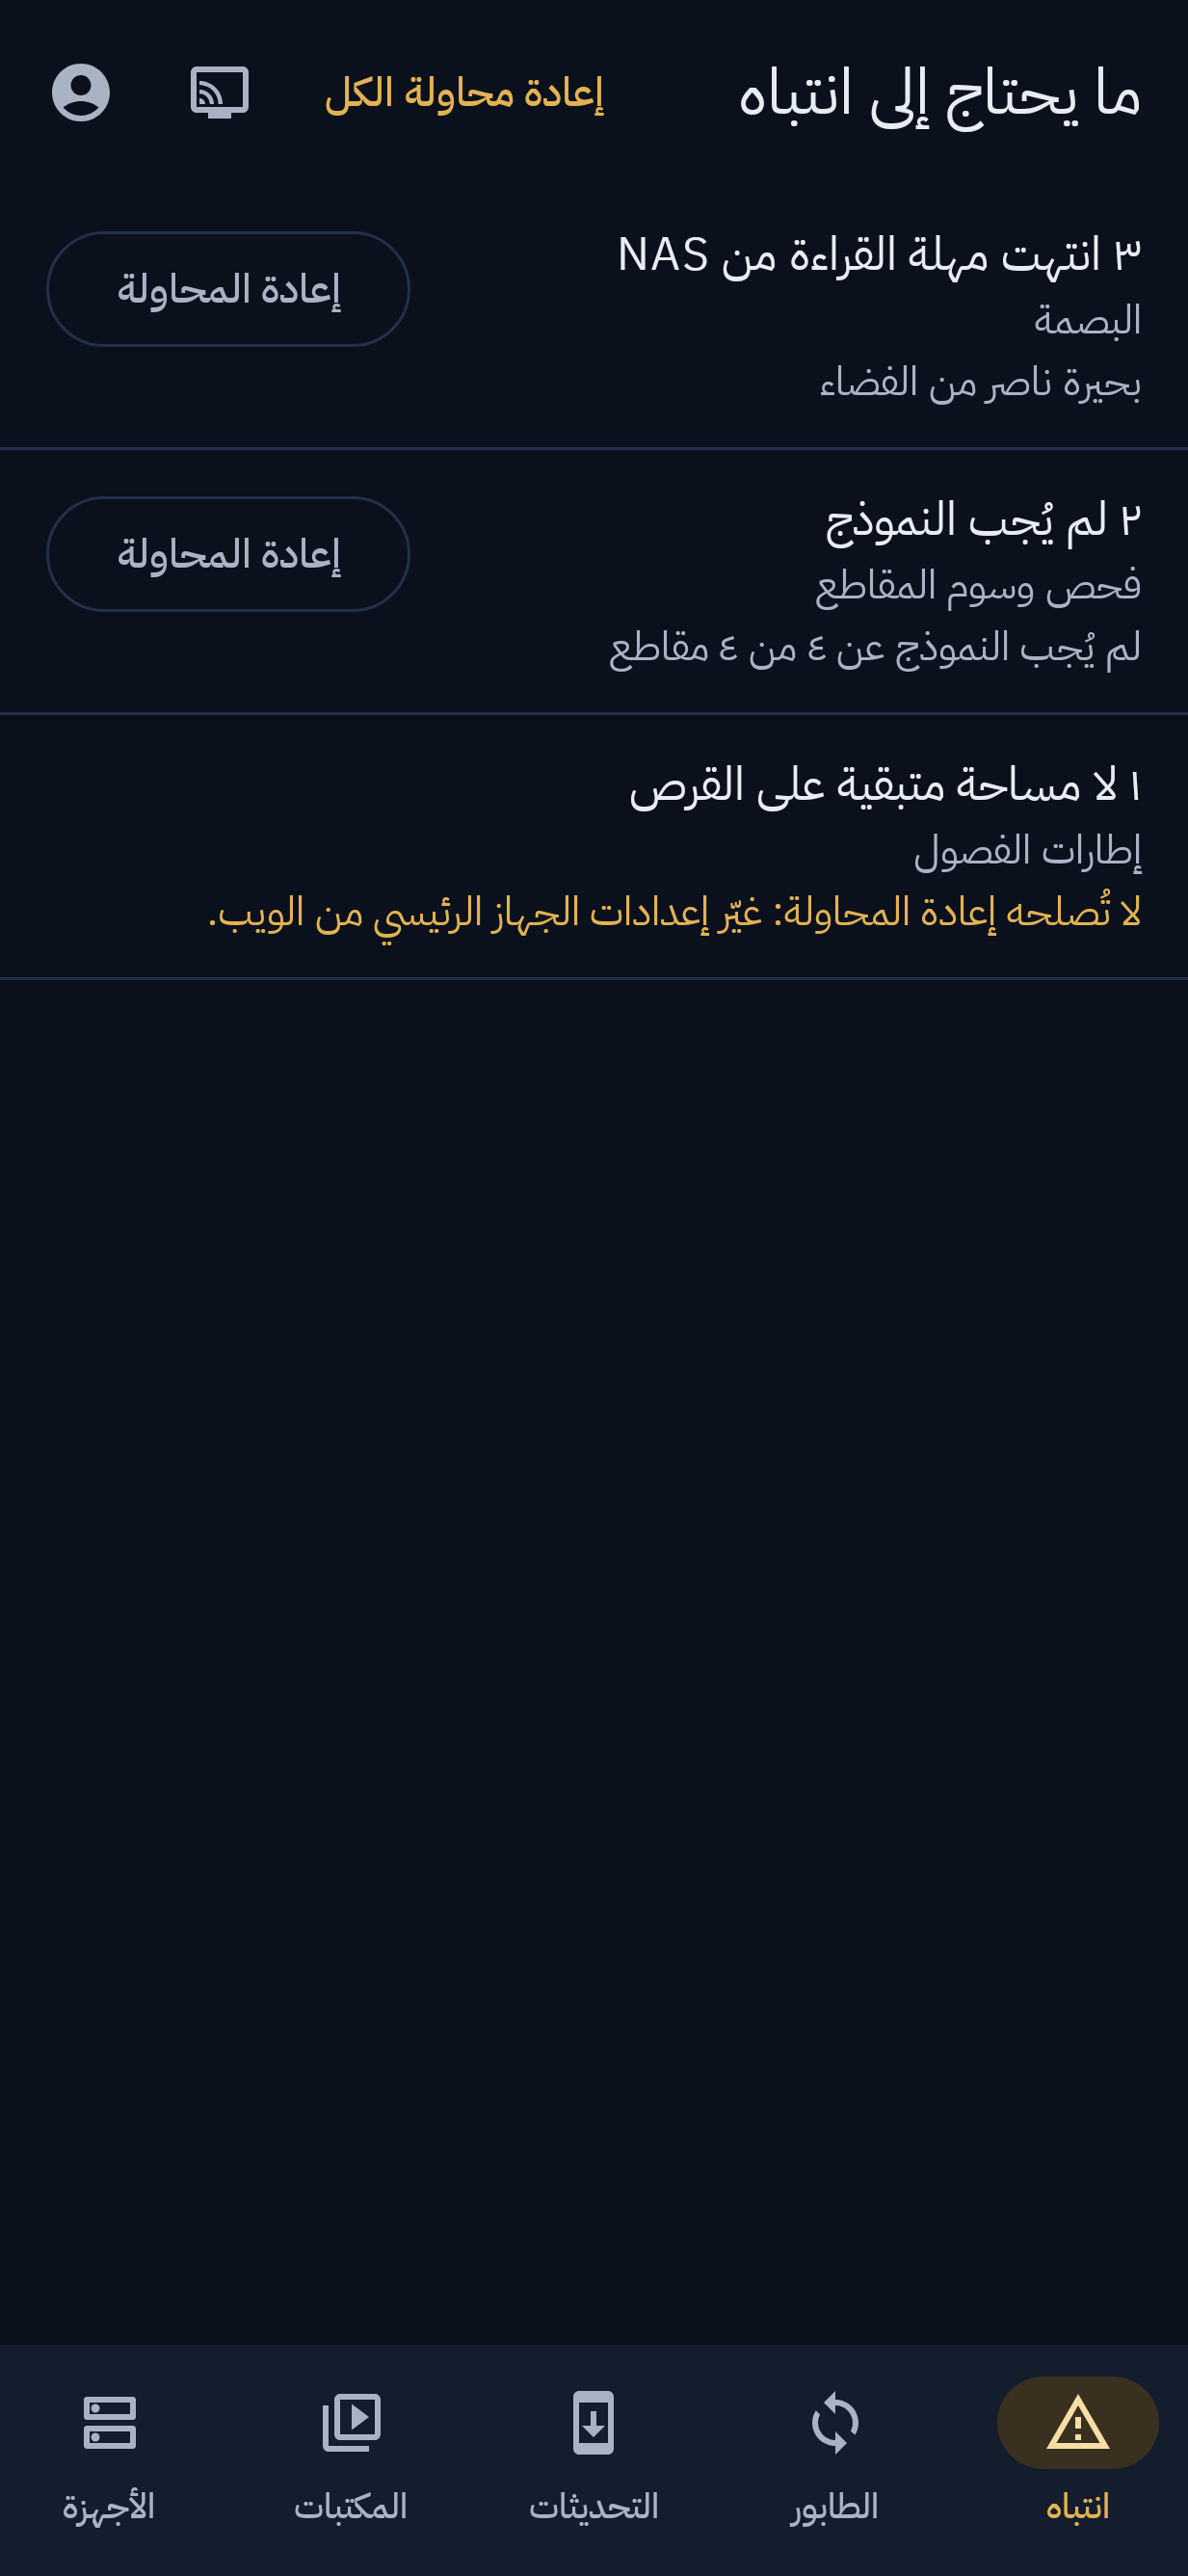 ما يحتاج إلى انتباه
إعادة محاولة الكل
٣ انتهت مهلة القراءة من NAS
إعادة المحاولة
البصمة
بحيرة ناصر من الفضاء
٢ لم يُجب النموذج
إعادة المحاولة
فحص وسوم المقاطع
لم يُجب النموذج عن ٤ من ٤ مقاطع
١ لا مساحة متبقية على القرص
إطارات الفصول
لا تُصلحه إعادة المحاولة: غيّر إعدادات الجهاز الرئيسي من الويب.
انتباه
الطابور
التحديثات
المكتبات
الأجهزة